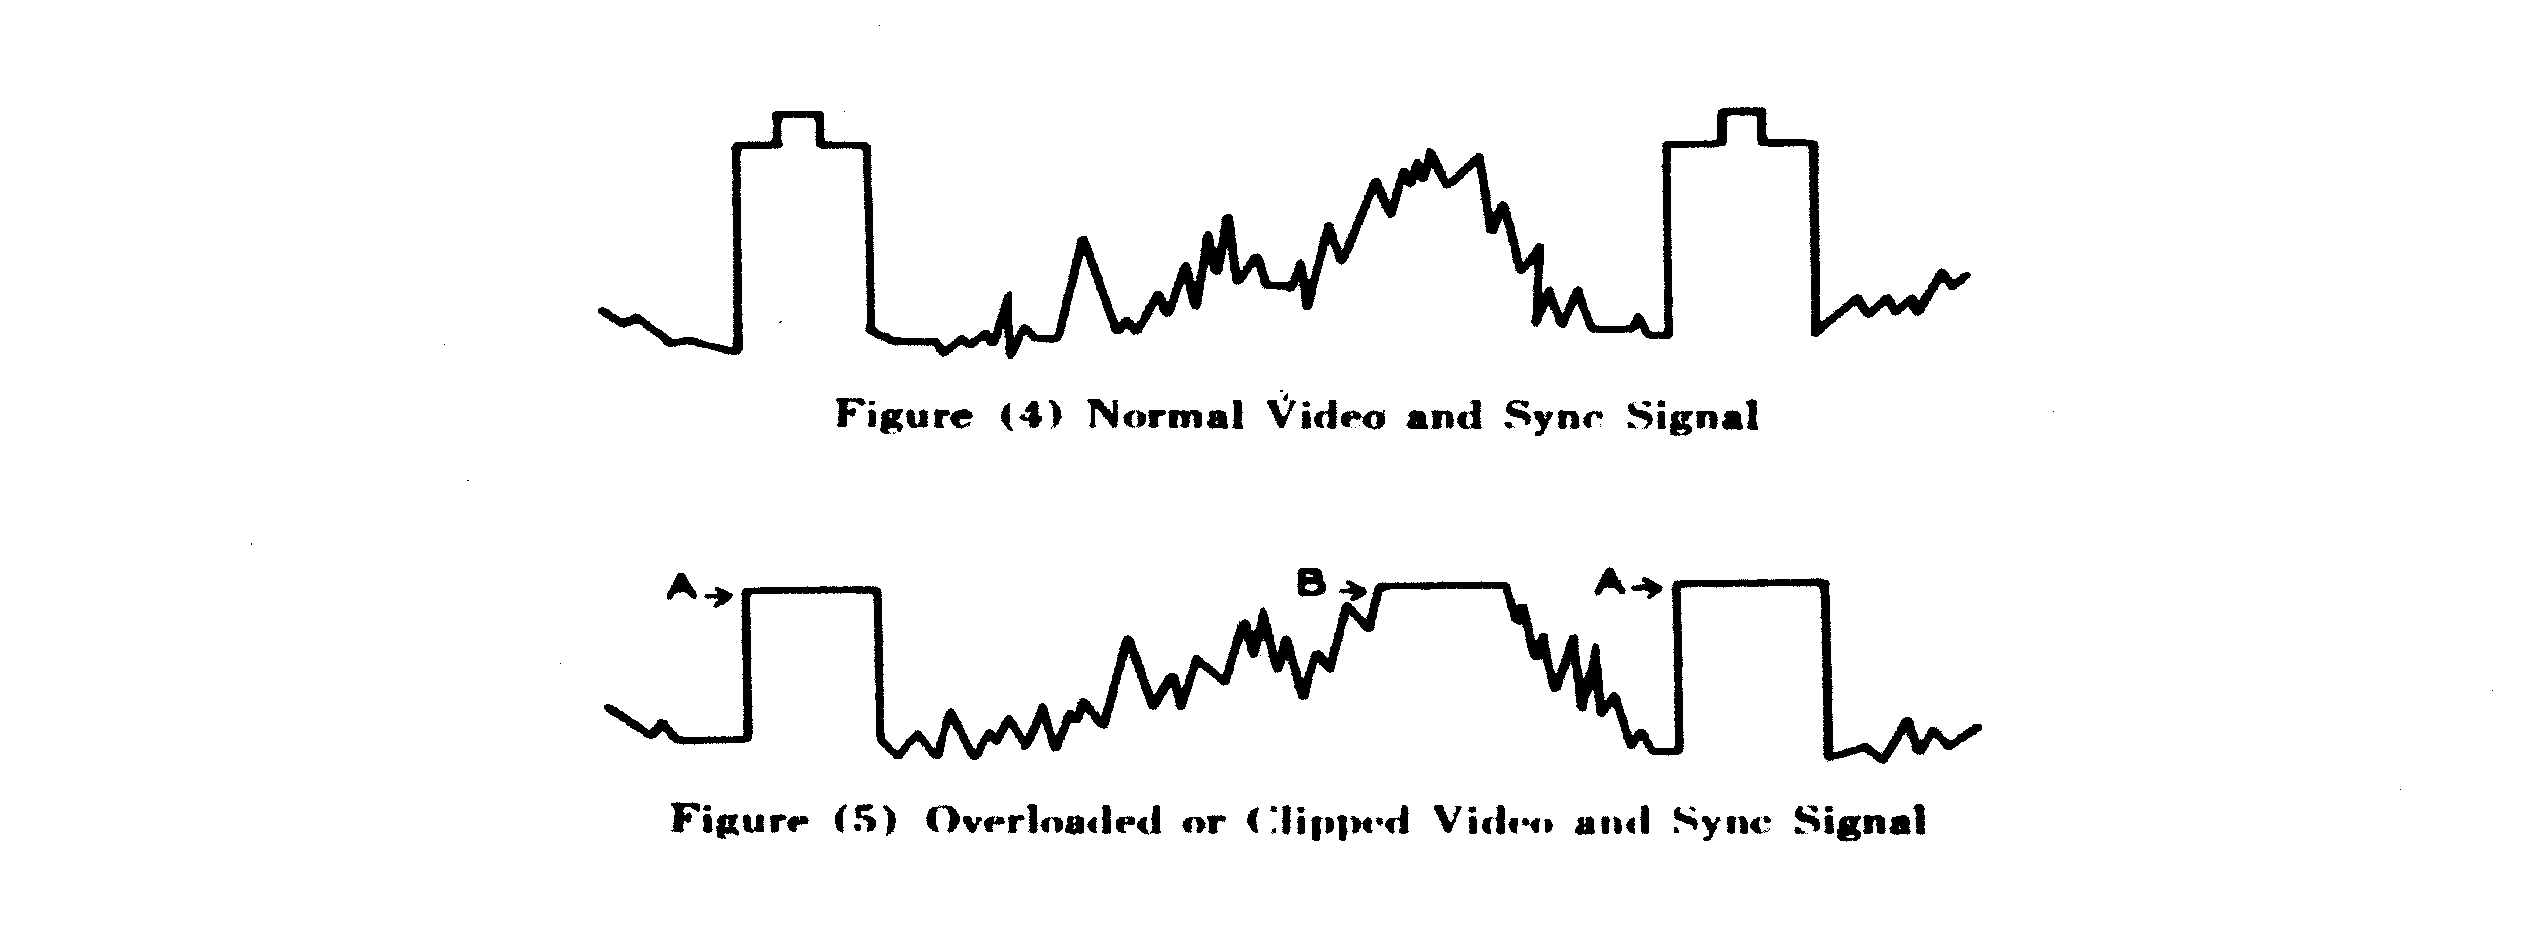 Figure (4) Normal Video and Sync Signal
A → B → A →
Figure (5) Overloaded or Clipped Video and Sync Signal